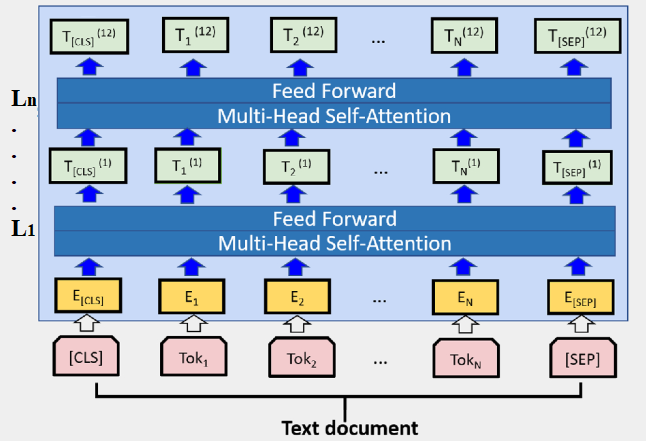 T[CLS](12) T1(12) T2(12) ... TN(12) T[SEP](12)
Ln
Feed Forward
Multi-Head Self-Attention
.
.
.
.
T[CLS](1) T1(1) T2(1) ... TN(1) T[SEP](1)
L1
Feed Forward
Multi-Head Self-Attention
E[CLS] E1 E2 ... EN E[SEP]
[CLS] Tok1 Tok2 ... TokN [SEP]
Text document